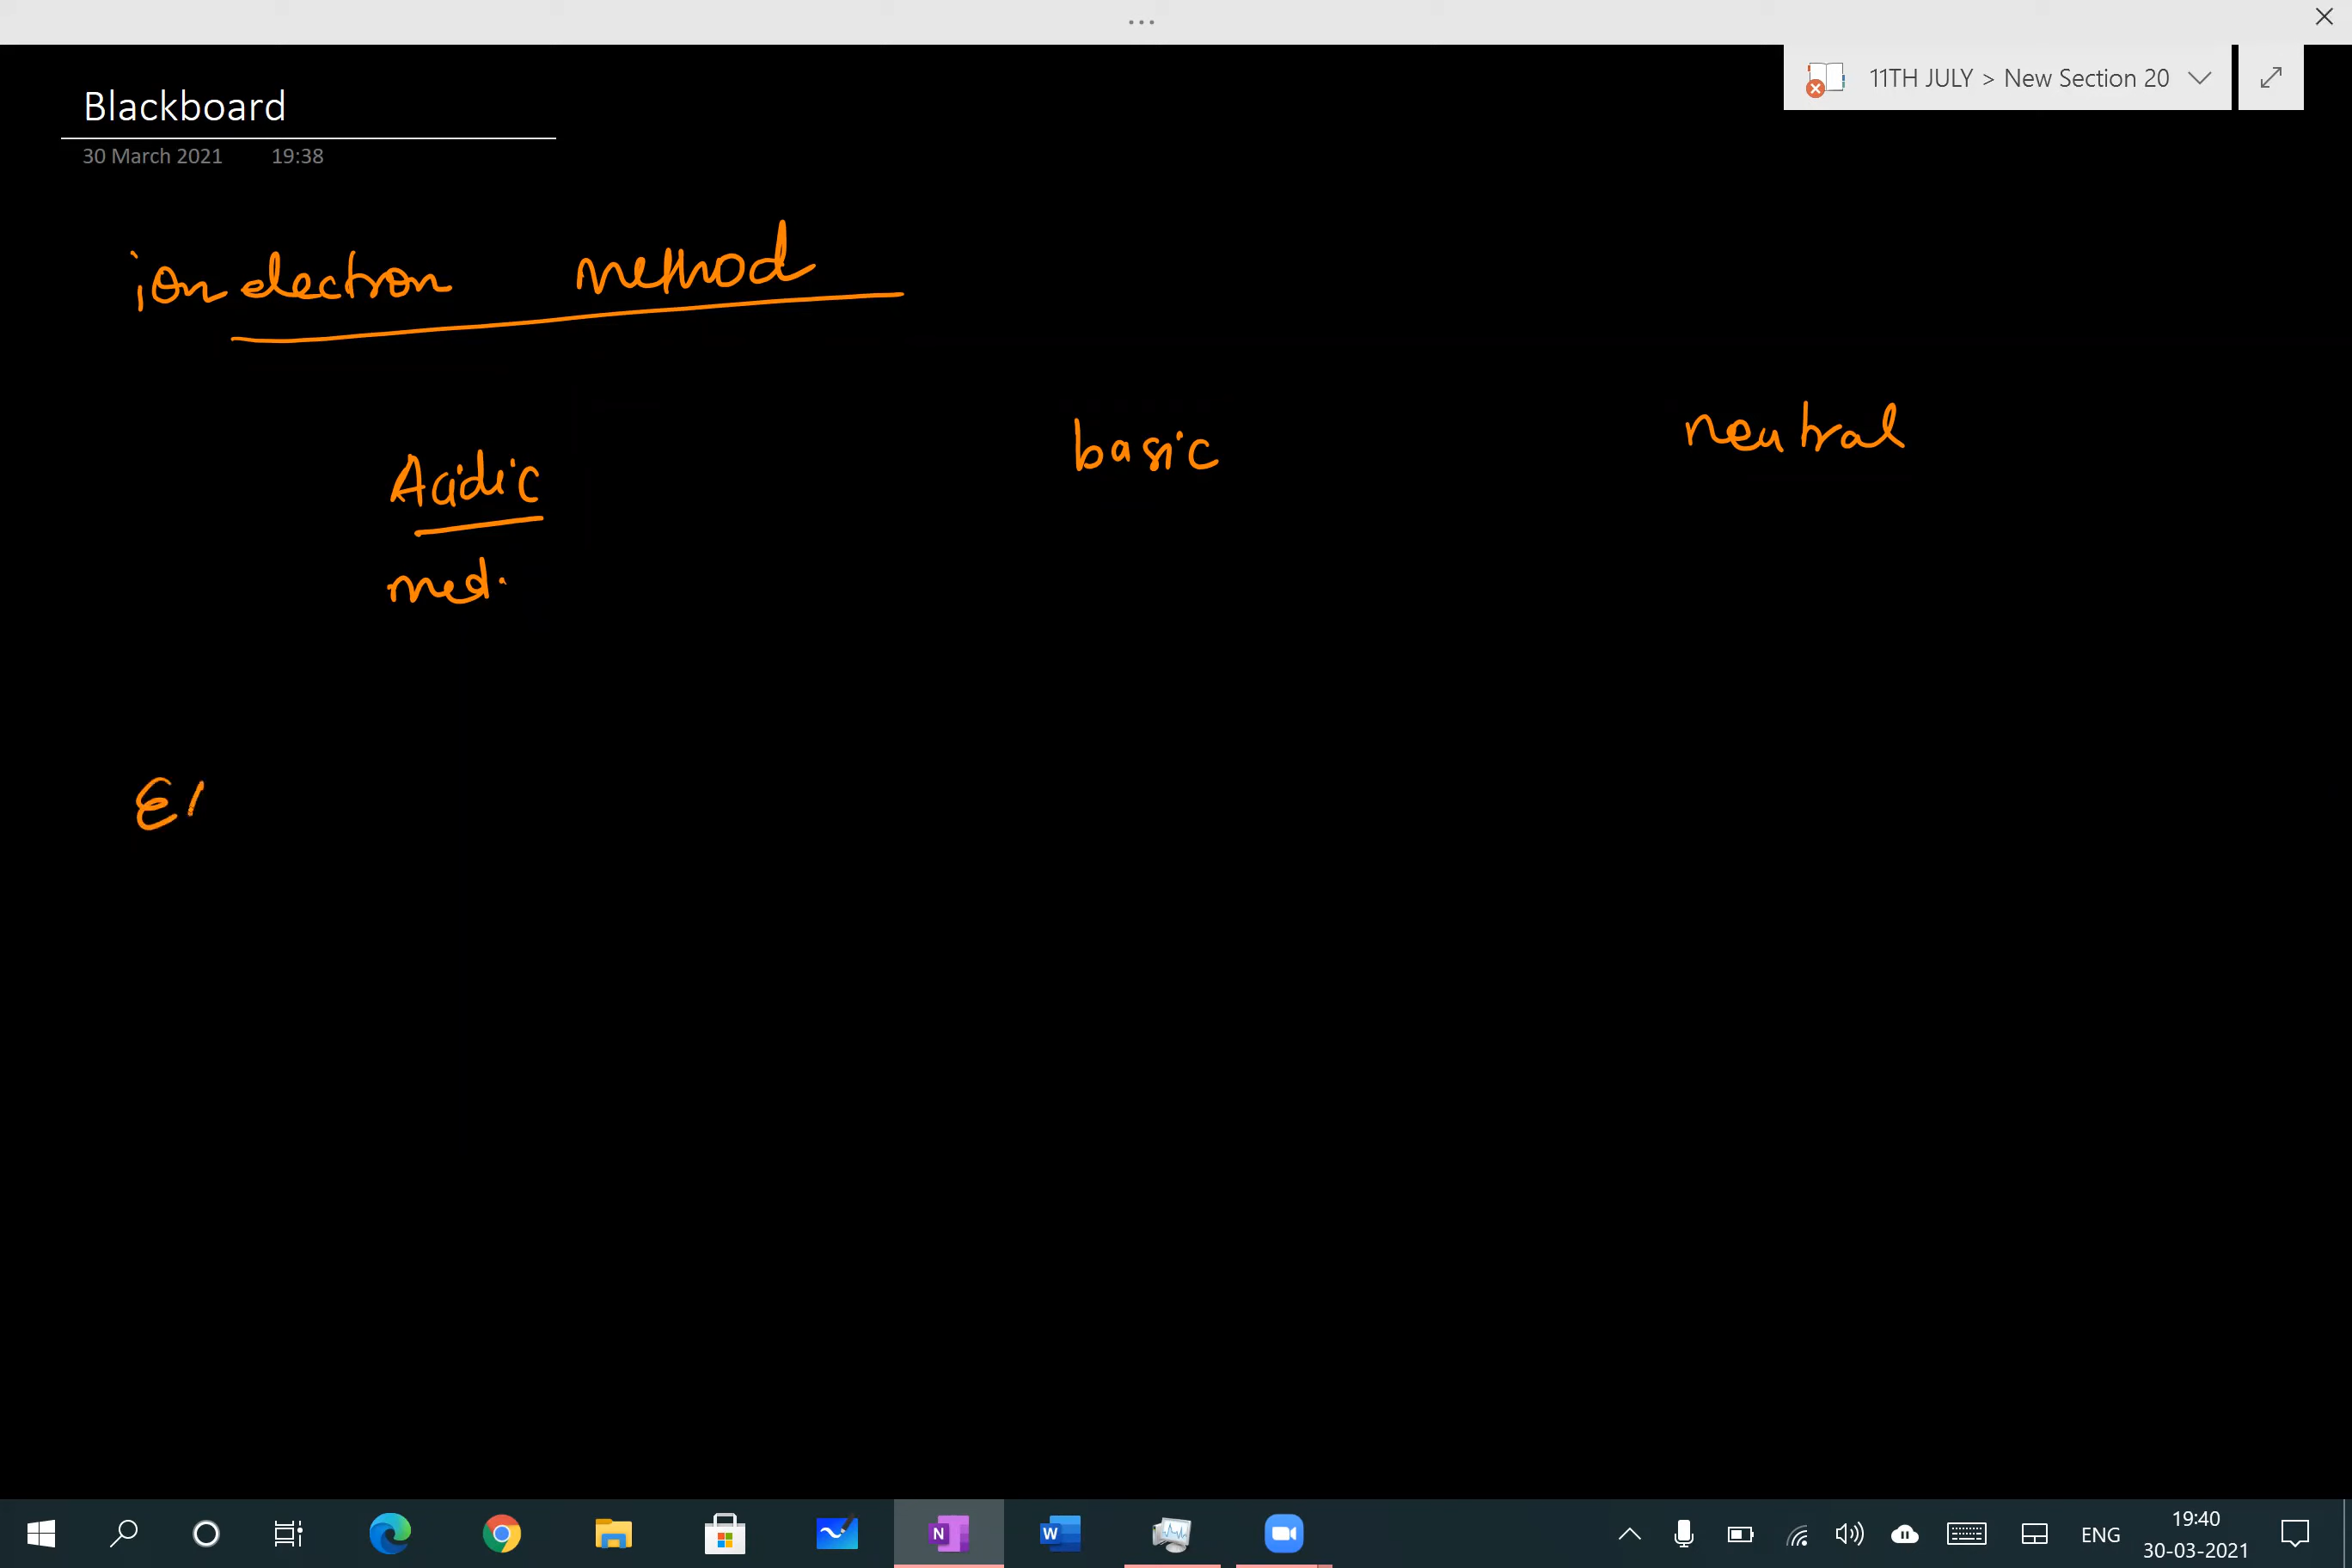 11TH JULY > New Section 20
Blackboard
30 March 2021 19:38
ion electron method
Acidic basic neutral
med.
ENG
19:40
30-03-2021